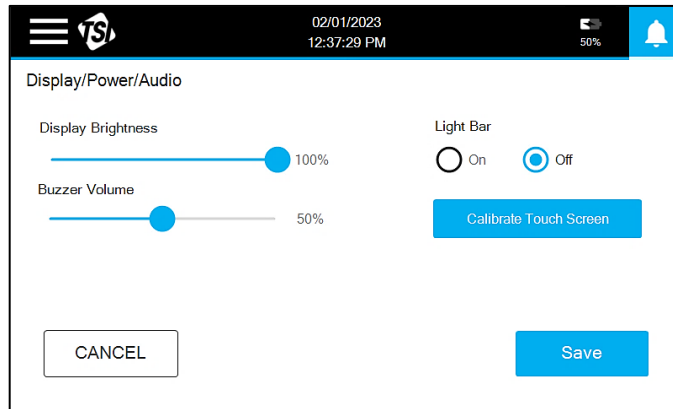 TSI
02/01/2023
12:37:29 PM
50%
Display/Power/Audio
Display Brightness
100%
Buzzer Volume
50%
Light Bar
On
Off
Calibrate Touch Screen
CANCEL
Save